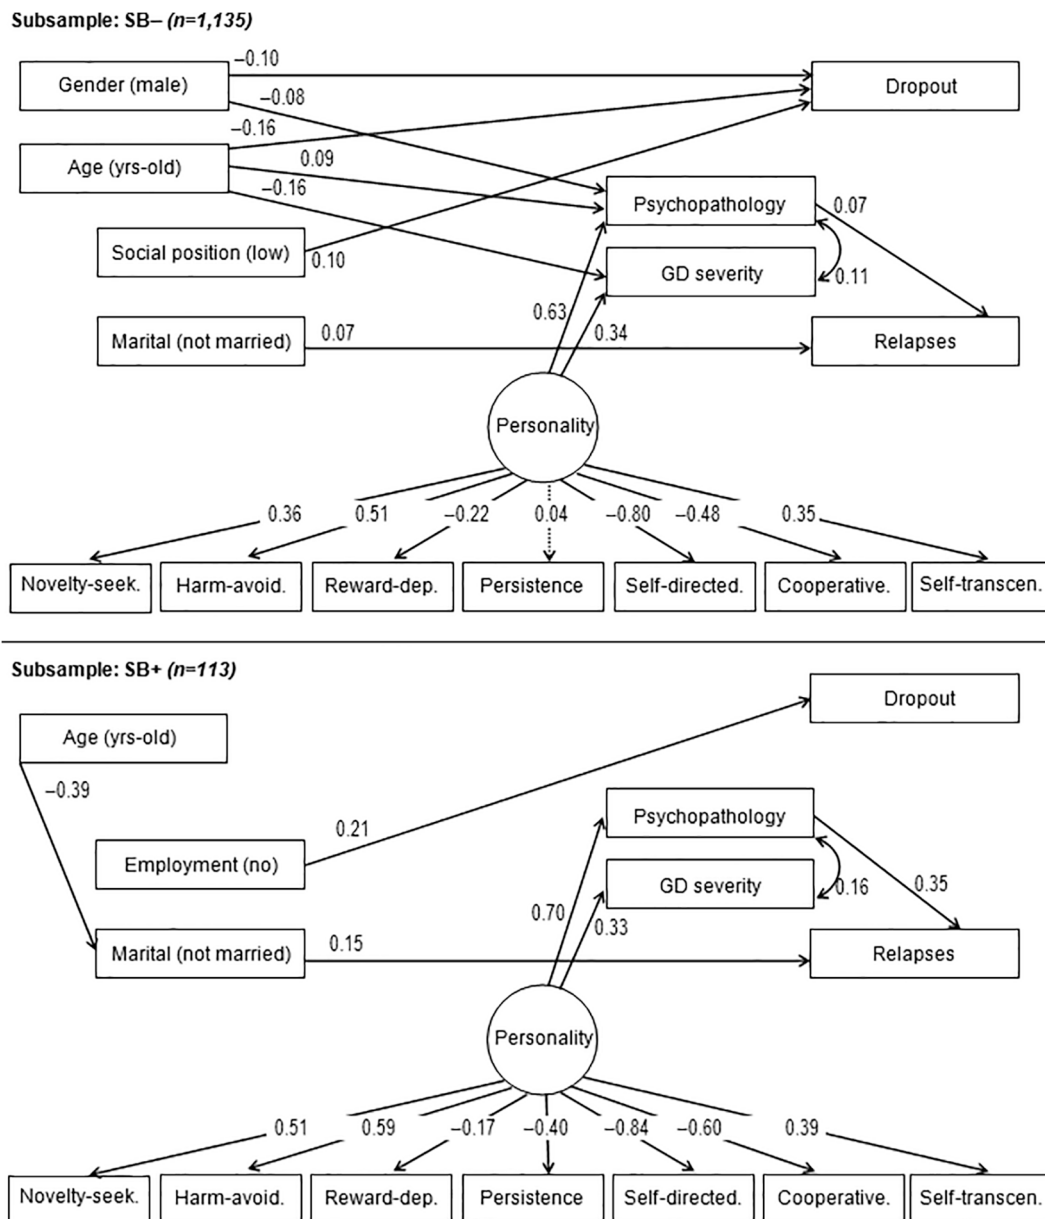 Subsample: SB– (n=1,135)
–0.10
Gender (male)
Dropout
–0.08
–0.16
Age (yrs-old)
0.09
–0.16
Psychopathology
0.07
Social position (low)
0.10
GD severity
0.11
0.63
0.34
Marital (not married)
0.07
Relapses
Personality
0.36 0.51 –0.22 0.04 –0.80 –0.48 0.35
Novelty-seek. Harm-avoid. Reward-dep. Persistence Self-directed. Cooperative. Self-transcen.
Subsample: SB+ (n=113)
Dropout
Age (yrs-old)
–0.39
Psychopathology
0.21
Employment (no)
GD severity
0.16
0.35
0.70
0.33
Marital (not married)
0.15
Relapses
Personality
0.51 0.59 –0.17 –0.40 –0.84 –0.60 0.39
Novelty-seek. Harm-avoid. Reward-dep. Persistence Self-directed. Cooperative. Self-transcen.